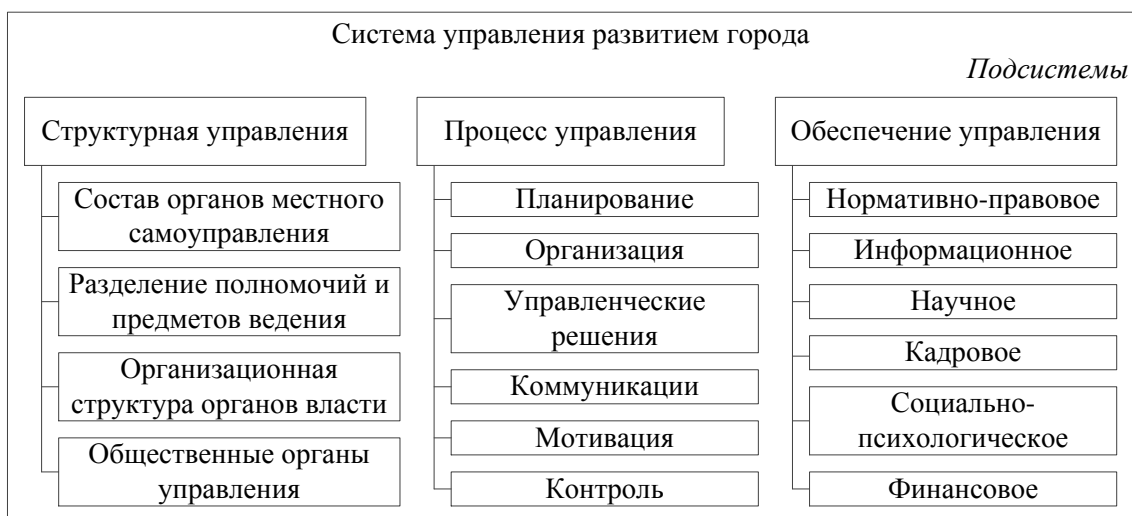 Система управления развитием города
Подсистемы
Структурная управления
Состав органов местного
самоуправления
Разделение полномочий и
предметов ведения
Организационная
структура органов власти
Общественные органы
управления
Процесс управления
Планирование
Организация
Управленческие
решения
Коммуникации
Мотивация
Контроль
Обеспечение управления
Нормативно-правовое
Информационное
Научное
Кадровое
Социально-
психологическое
Финансовое